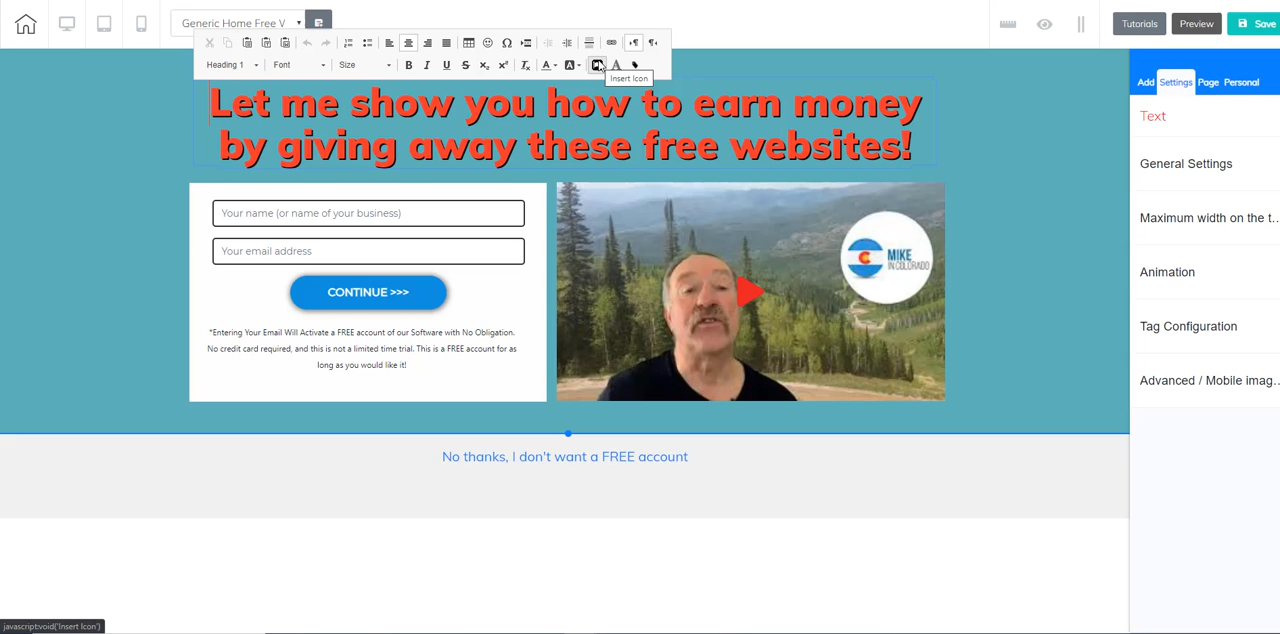 Generic Home Free V
Tutorials
Preview
Save
Heading 1
Font
Size
Insert Icon
Let me show you how to earn money
by giving away these free websites!
Your name (or name of your business)
Your email address
CONTINUE >>>
*Entering Your Email Will Activate a FREE account of our Software with No Obligation.
No credit card required, and this is not a limited time trial. This is a FREE account for as
long as you would like it!
MIKE
IN COLORADO
No thanks, I don't want a FREE account
Add
Settings
Page
Personal
Text
General Settings
Maximum width on the t...
Animation
Tag Configuration
Advanced / Mobile imag...
javascript:void('Insert Icon')